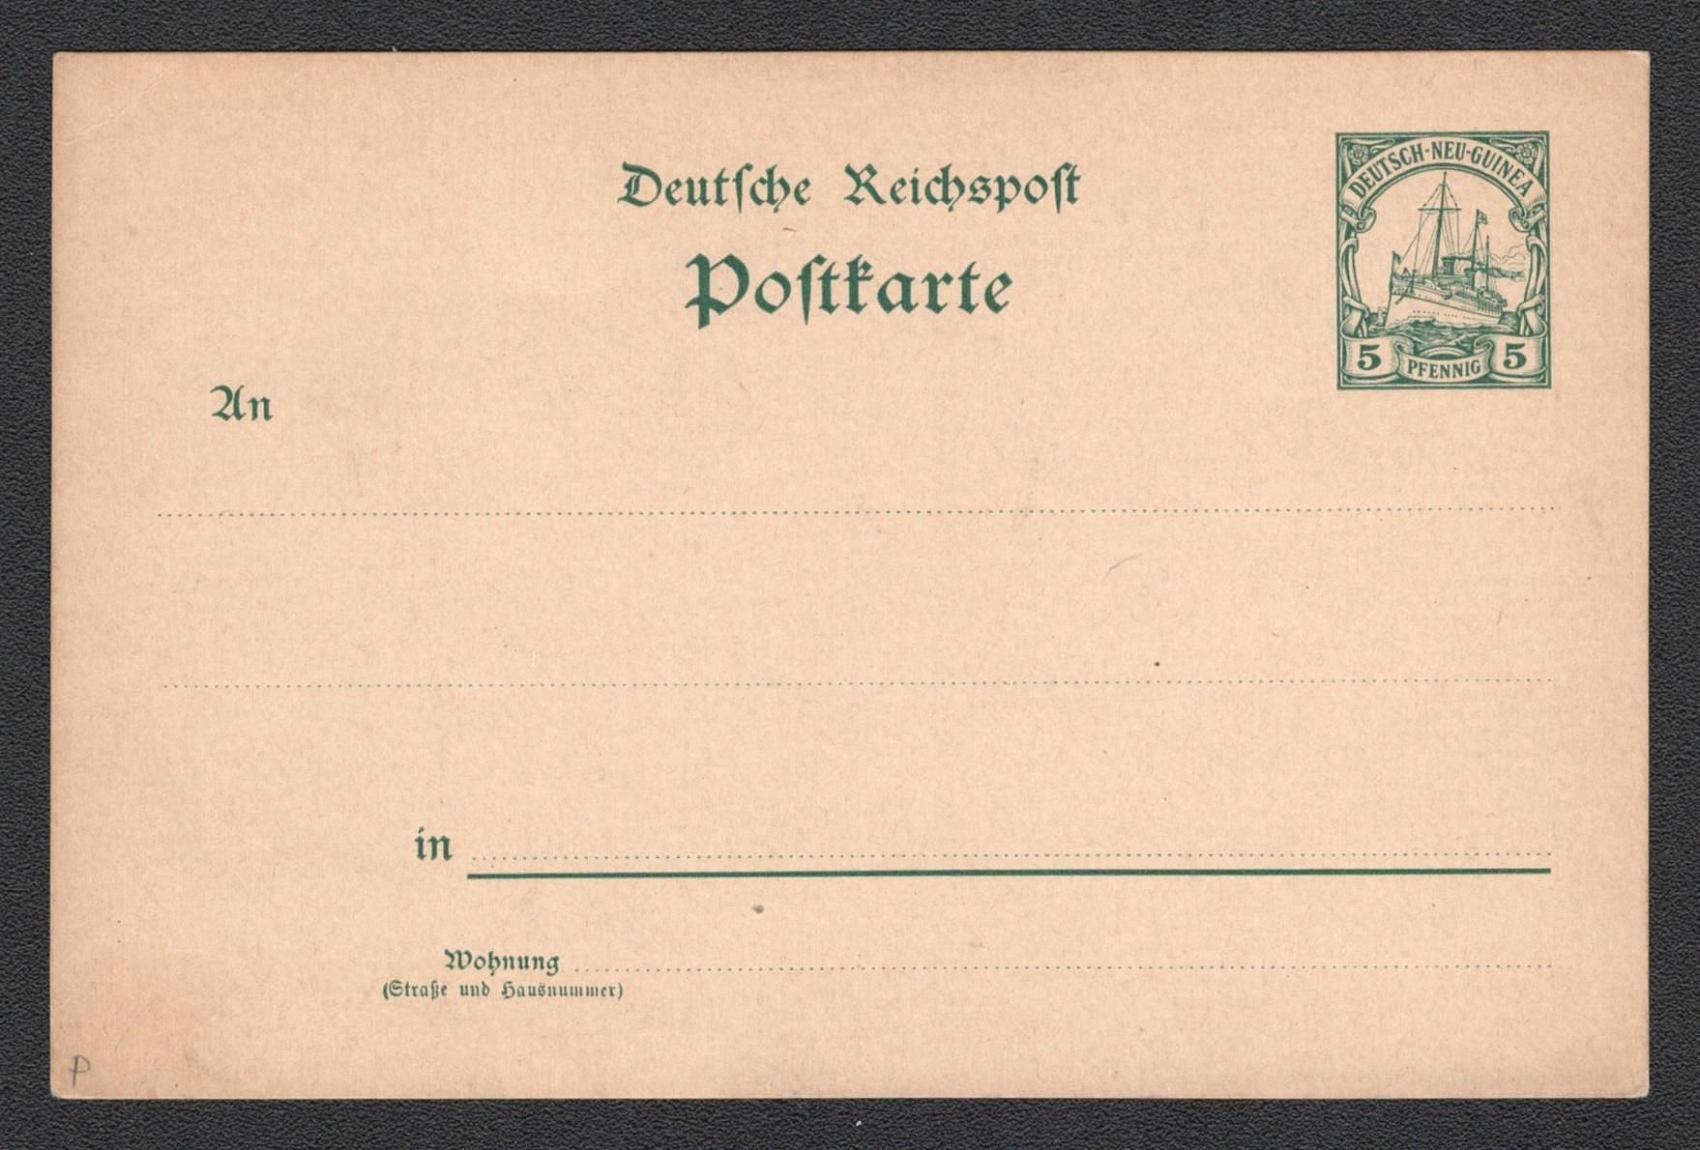 Deutsche Reichspost
Postkarte
DEUTSCH-NEU-GUINEA
5 PFENNIG 5
An
in
Wohnung
(Straße und Hausnummer)
P